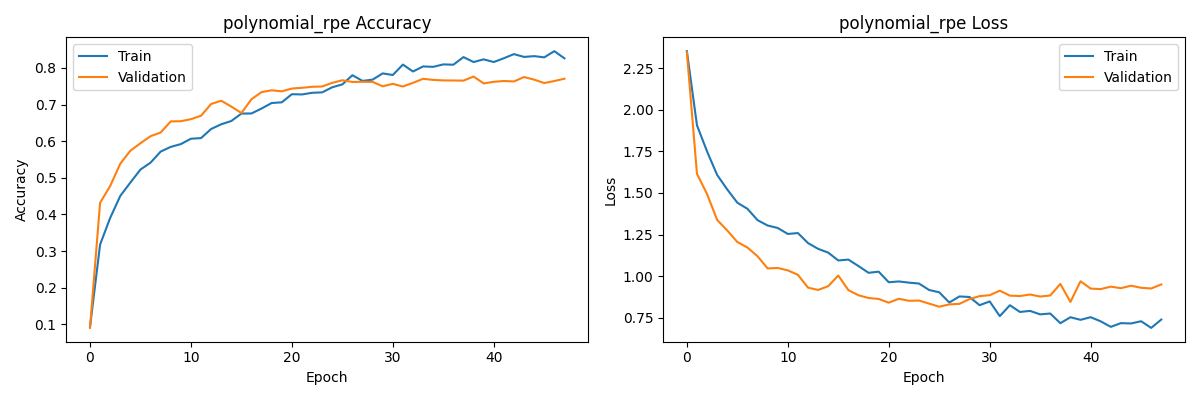 polynomial_rpe Accuracy
Train
Validation
0.8
0.7
0.6
0.5
0.4
0.3
0.2
0.1
Accuracy
0
10
20
30
40
Epoch
polynomial_rpe Loss
Train
Validation
2.25
2.00
1.75
1.50
1.25
1.00
0.75
Loss
0
10
20
30
40
Epoch